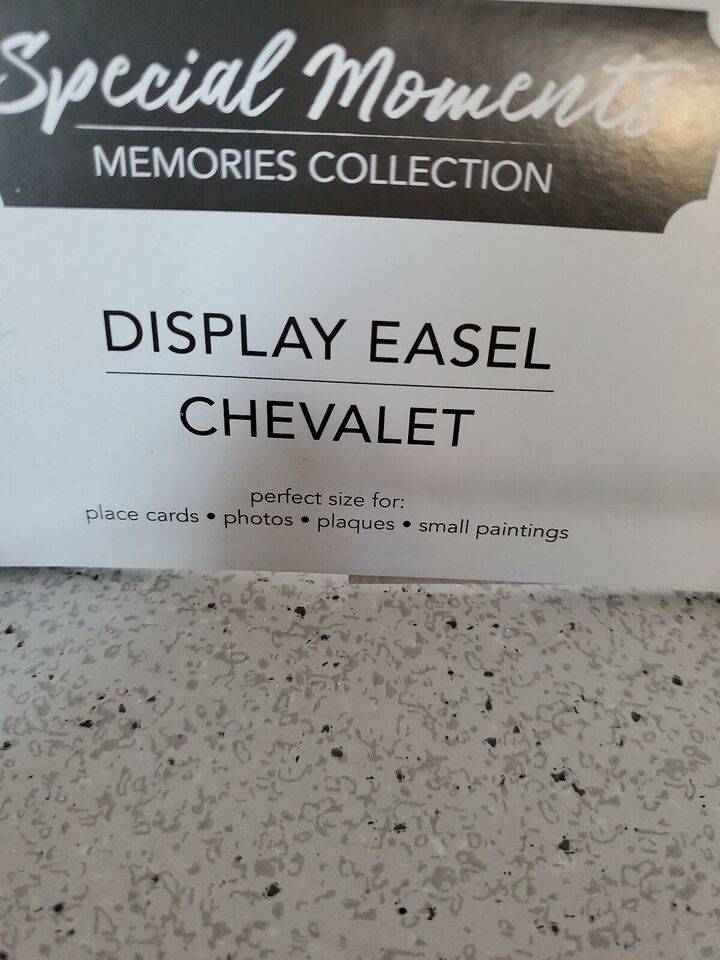 Special Moments
MEMORIES COLLECTION
DISPLAY EASEL
CHEVALET
perfect size for:
place cards • photos • plaques • small paintings